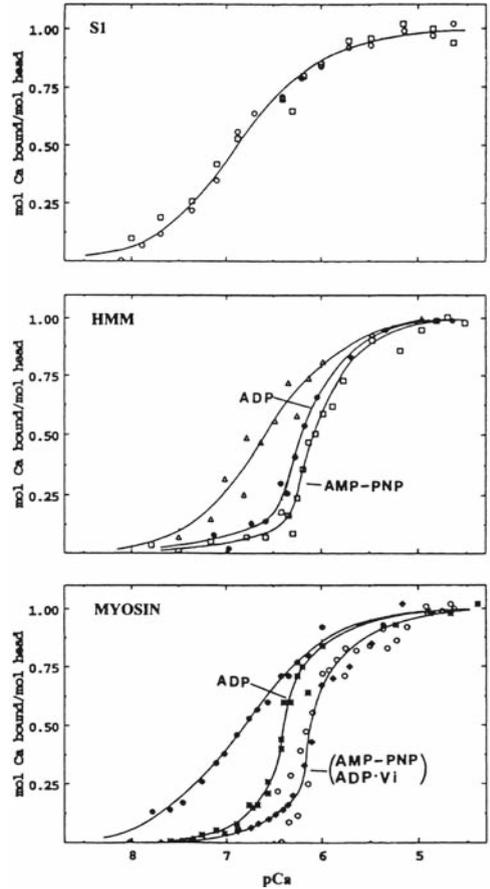 S1
mol Ca bound/mol head
1.00
0.75
0.50
0.25
HMM
mol Ca bound/mol head
1.00
0.75
0.50
0.25
ADP
AMP-PNP
MYOSIN
mol Ca bound/mol head
1.00
0.75
0.50
0.25
ADP
(AMP-PNP)
ADP·Vi
8 7 6 5
pCa